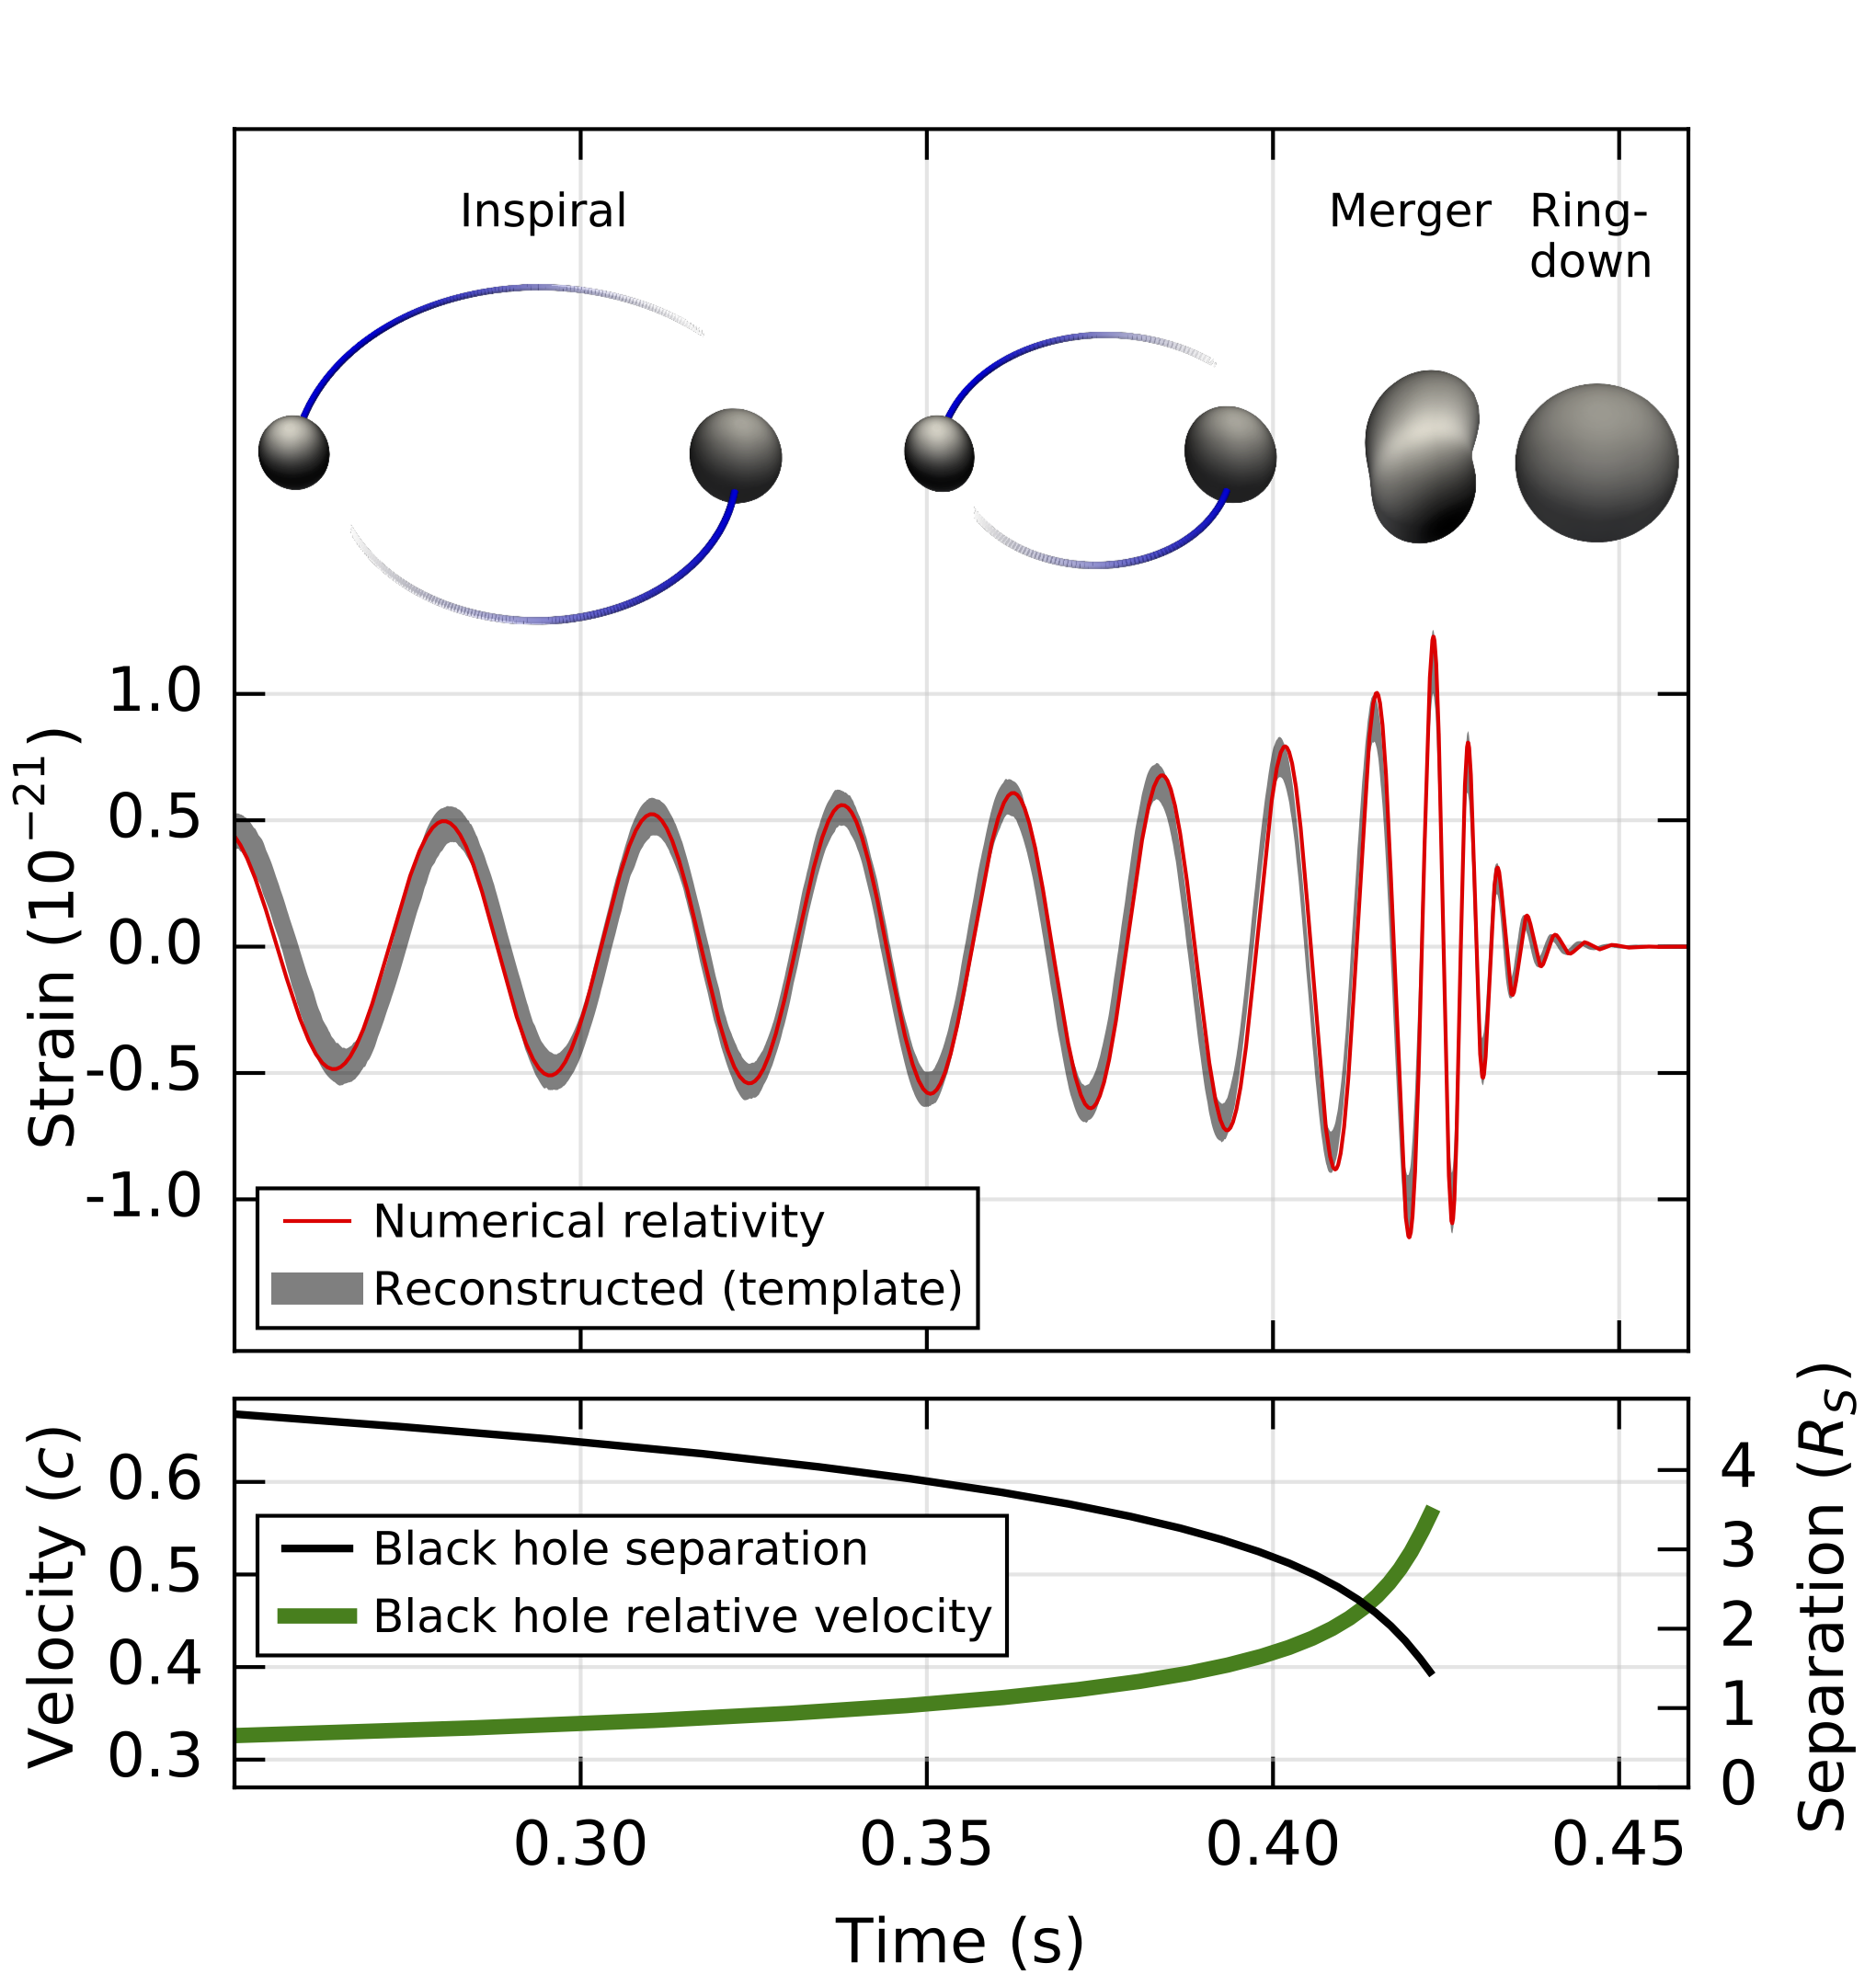 Inspiral
Merger
Ring-
down
1.0
0.5
0.0
-0.5
-1.0
Strain (10⁻²¹)
Numerical relativity
Reconstructed (template)
Velocity (c)
0.6
0.5
0.4
0.3
Black hole separation
Black hole relative velocity
4
3
2
1
0
Separation (R_S)
0.30 0.35 0.40 0.45
Time (s)